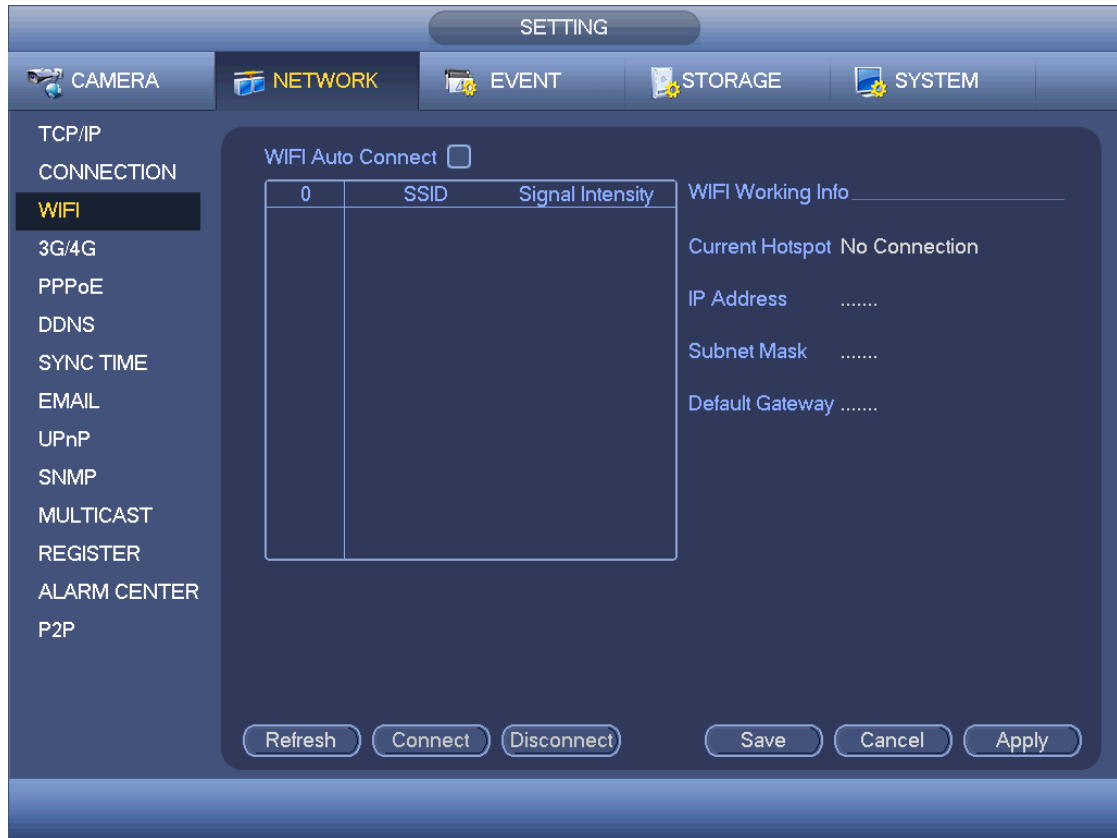 SETTING
CAMERA NETWORK EVENT STORAGE SYSTEM
TCP/IP
CONNECTION
WIFI
3G/4G
PPPoE
DDNS
SYNC TIME
EMAIL
UPnP
SNMP
MULTICAST
REGISTER
ALARM CENTER
P2P
WIFI Auto Connect
0 SSID Signal Intensity
WIFI Working Info
Current Hotspot No Connection
IP Address .......
Subnet Mask .......
Default Gateway .......
Refresh Connect Disconnect Save Cancel Apply